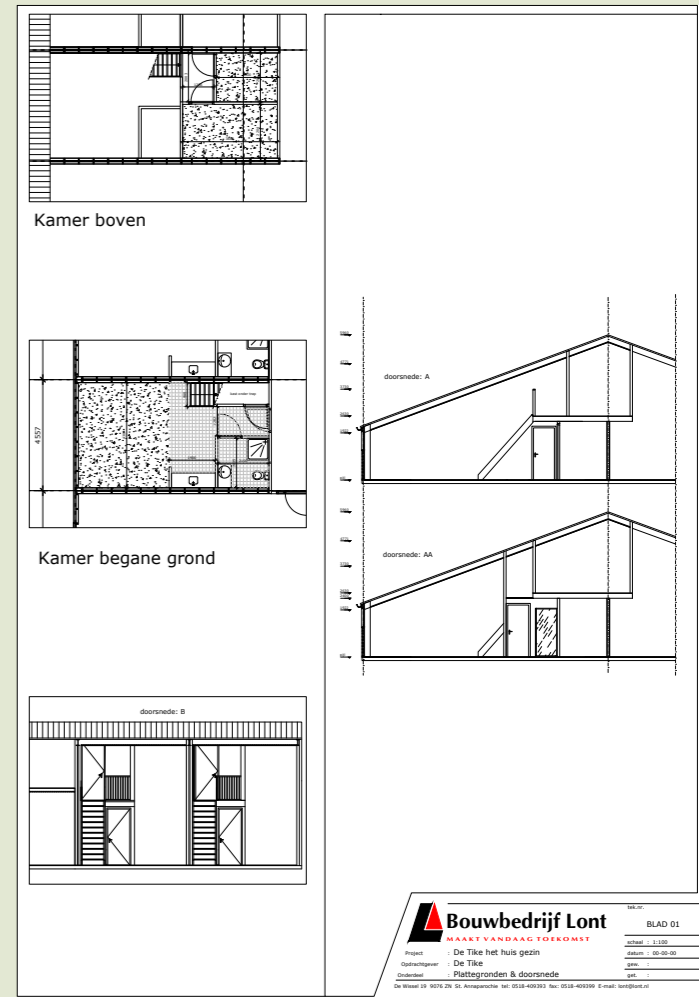 Kamer boven
4557
kast onder trap
Kamer begane grond
doorsnede: B
doorsnede: A
doorsnede: AA
Bouwbedrijf Lont
MAAKT VANDAAG TOEKOMST
Project : De Tike het huis gezin
Opdrachtgever : De Tike
Onderdeel : Plattegronden & doorsnede
tek.nr.
BLAD 01
schaal : 1:100
datum : 00-00-00
gew. :
get. :
De Wissel 19 9076 ZN St. Annaparochie tel: 0518-409393 fax: 0518-409399 E-mail: lont@lont.nl